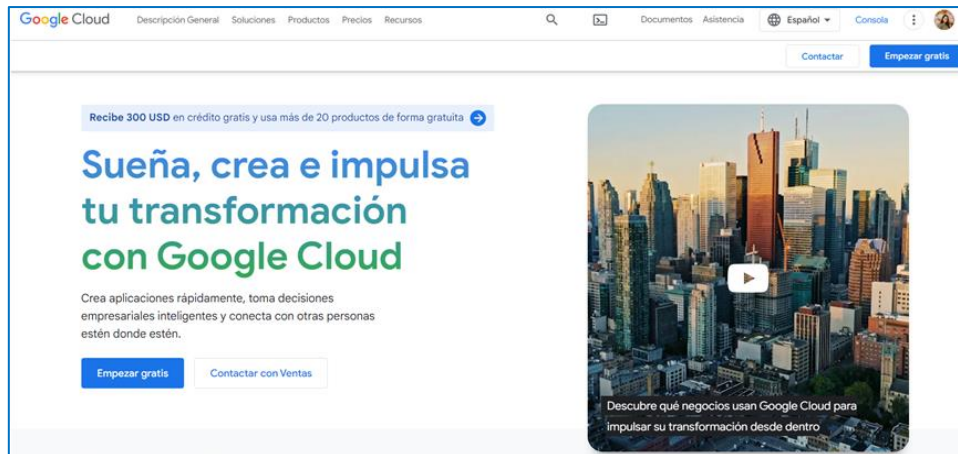 Google Cloud
Descripción General Soluciones Productos Precios Recursos
Documentos Asistencia
Español
Consola
Contactar
Empezar gratis
Recibe 300 USD en crédito gratis y usa más de 20 productos de forma gratuita
Sueña, crea e impulsa
tu transformación
con Google Cloud
Crea aplicaciones rápidamente, toma decisiones
empresariales inteligentes y conecta con otras personas
estén donde estén.
Empezar gratis
Contactar con Ventas
Descubre qué negocios usan Google Cloud para
impulsar su transformación desde dentro